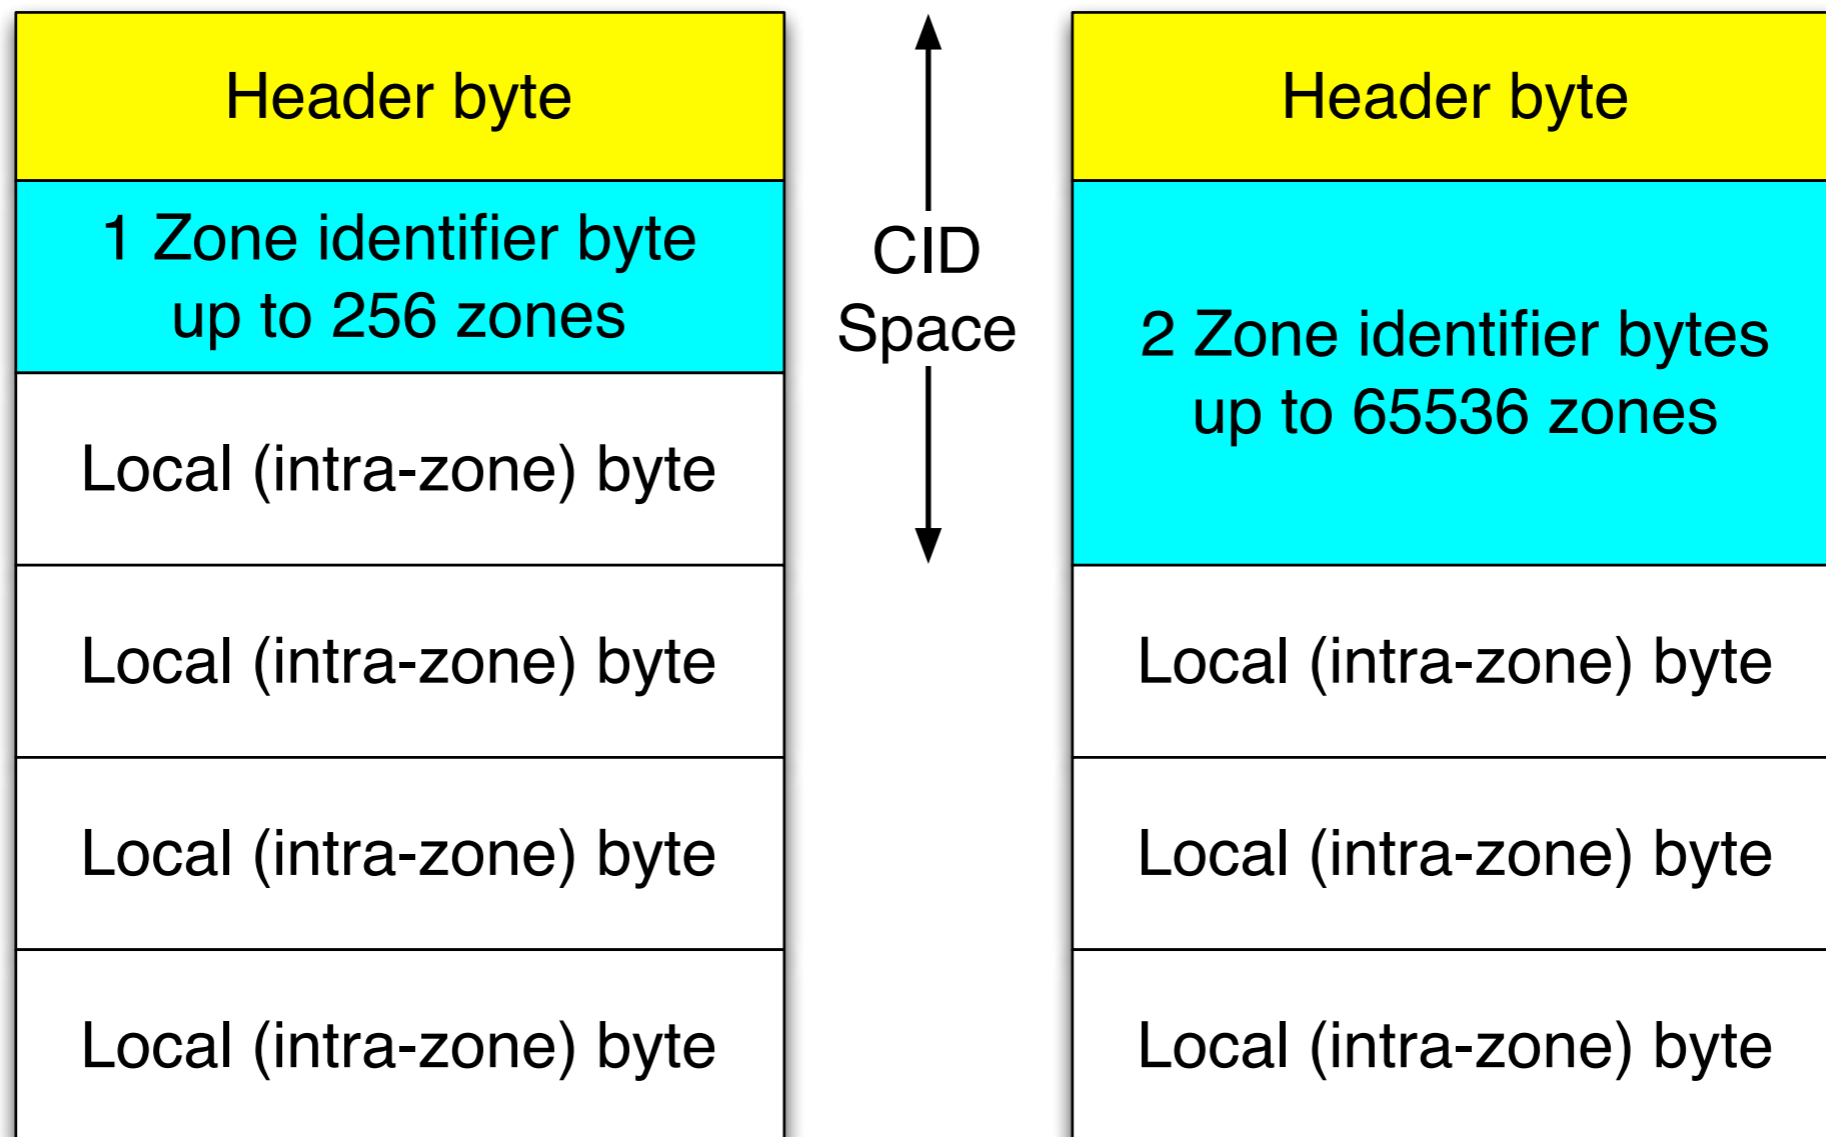 Header byte
1 Zone identifier byte
up to 256 zones
Local (intra-zone) byte
Local (intra-zone) byte
Local (intra-zone) byte
Local (intra-zone) byte
CID
Space
Header byte
2 Zone identifier bytes
up to 65536 zones
Local (intra-zone) byte
Local (intra-zone) byte
Local (intra-zone) byte